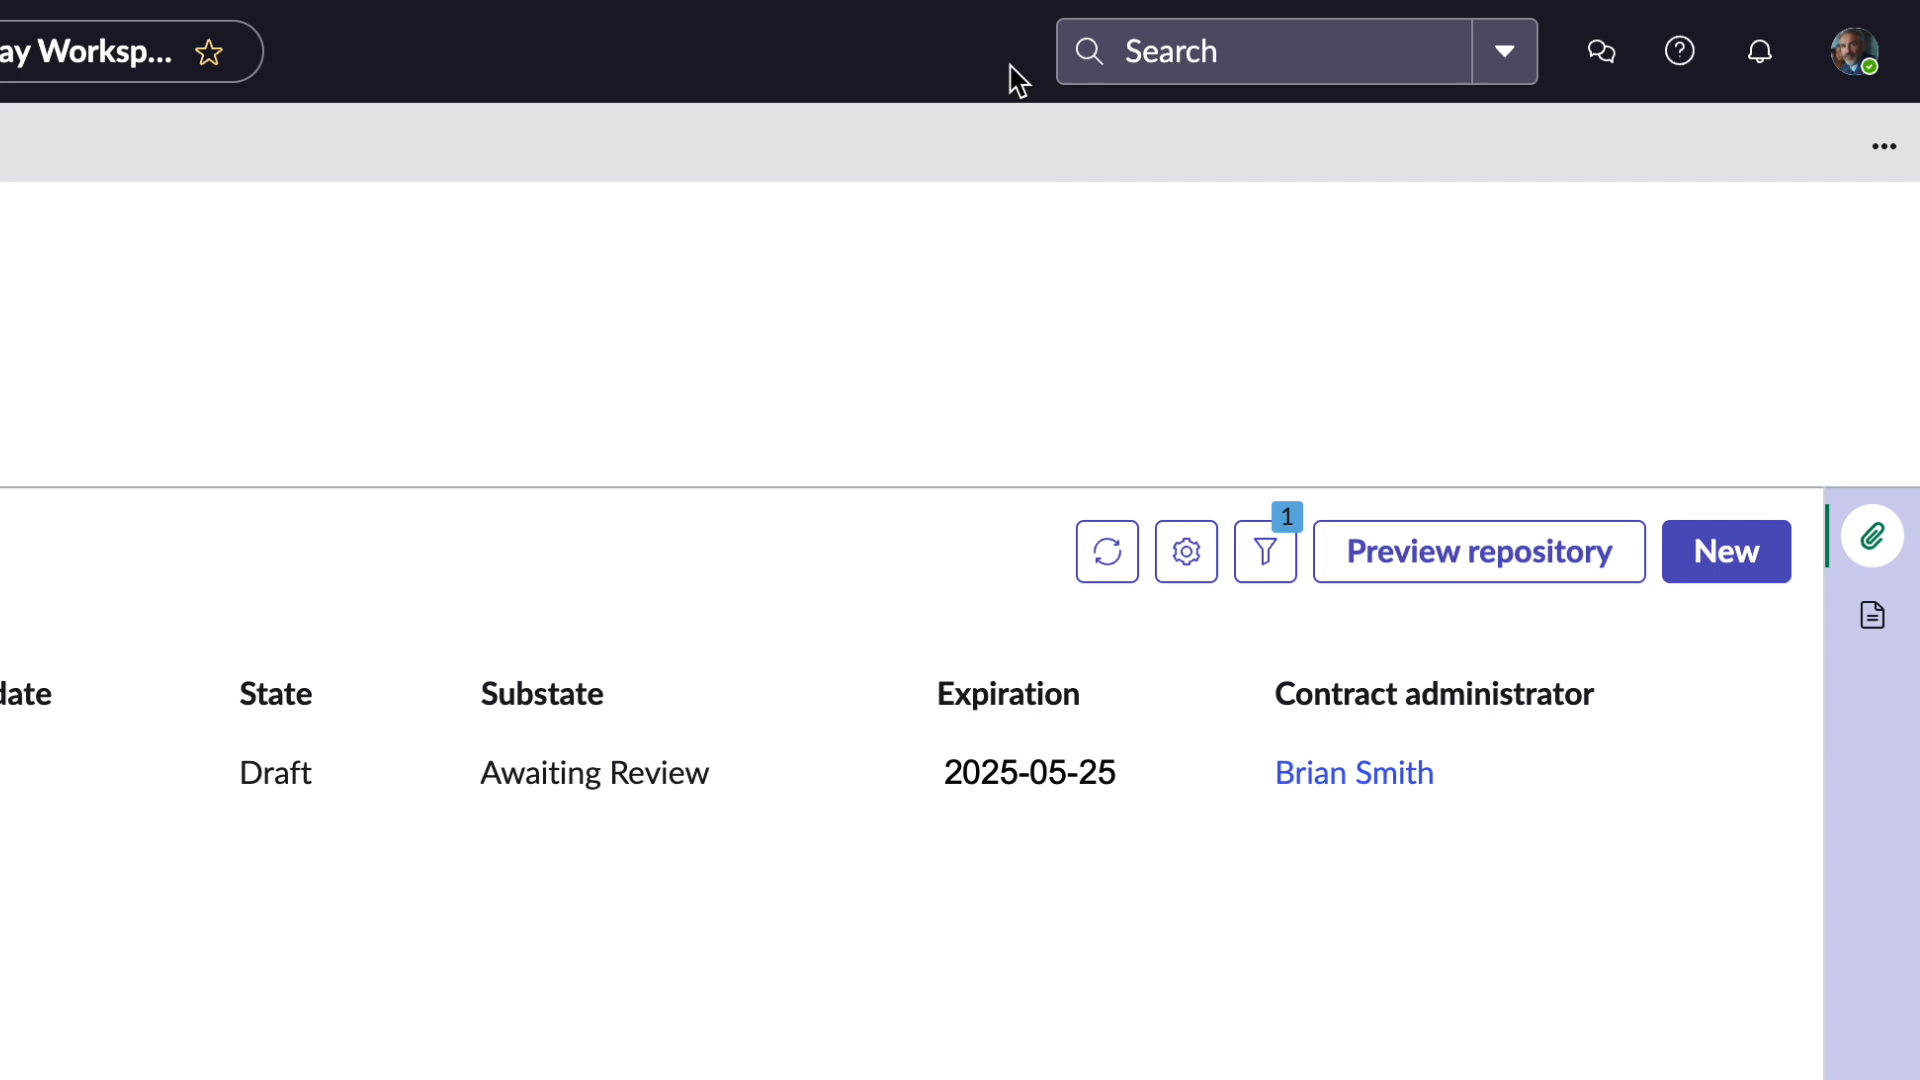 ay Worksp...
Search
1
Preview repository
New
date State Substate Expiration Contract administrator
Draft Awaiting Review 2025-05-25 Brian Smith